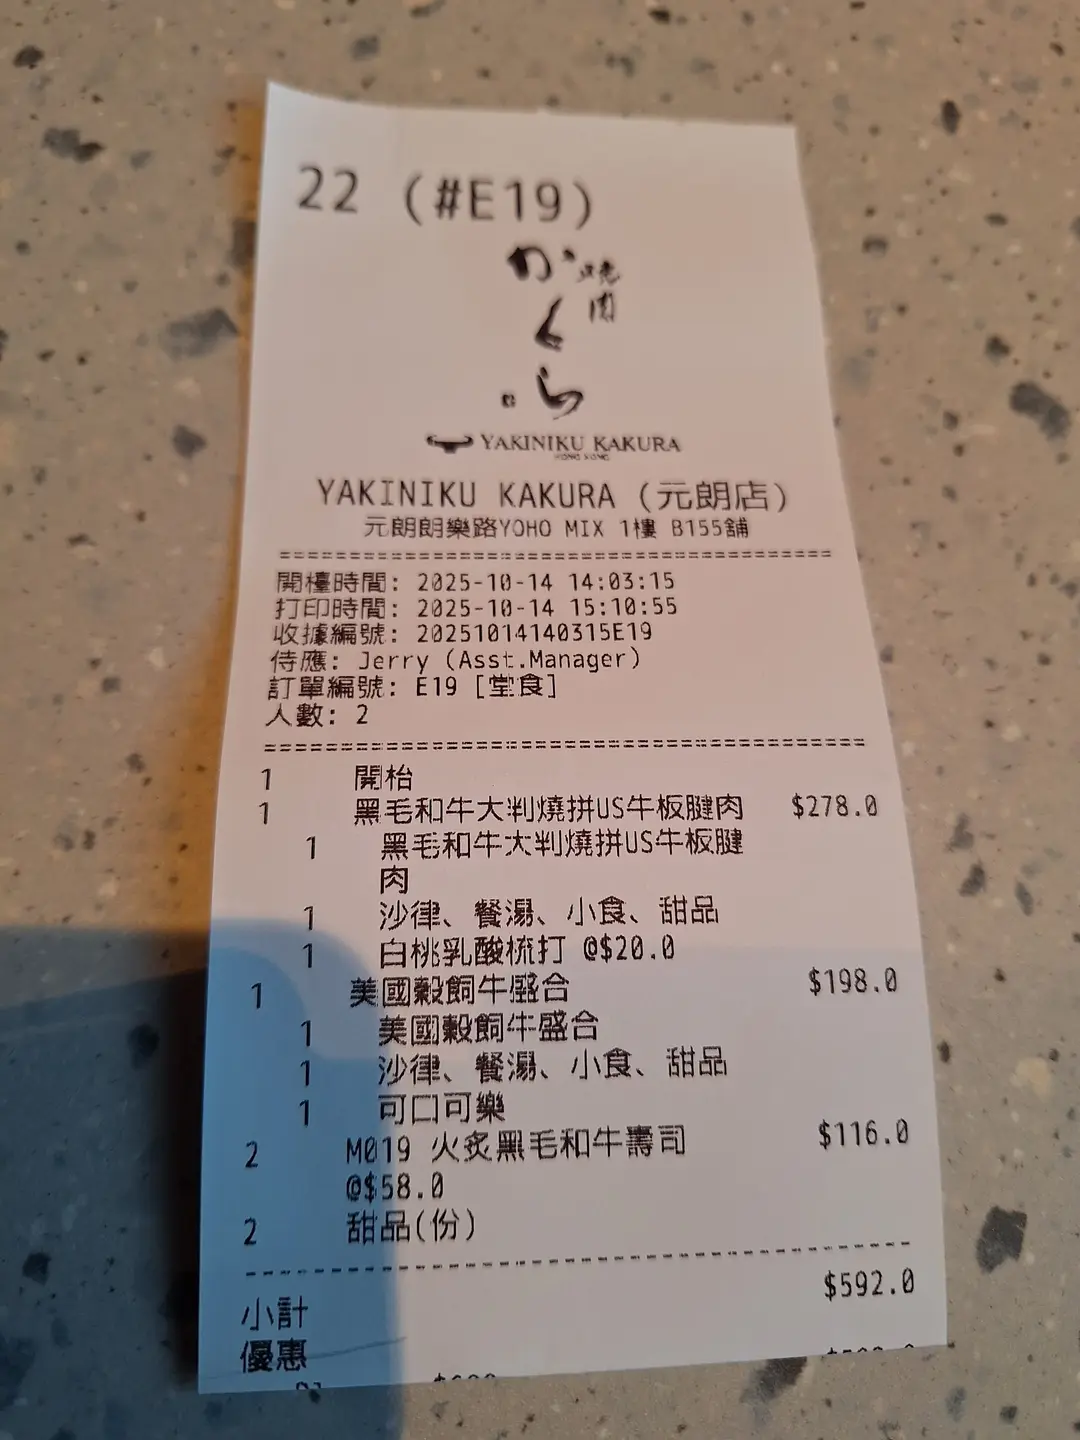 22 (#E19)
かくら
焼肉
YAKINIKU KAKURA
HONG KONG
YAKINIKU KAKURA (元朗店)
元朗朗樂路YOHO MIX 1樓 B155舖
開檯時間: 2025-10-14 14:03:15
打印時間: 2025-10-14 15:10:55
收據編號: 20251014140315E19
侍應: Jerry (Asst.Manager)
訂單編號: E19 [堂食]
人數: 2
1 開枱
1 黑毛和牛大判燒拼US牛板腱肉 $278.0
1 黑毛和牛大判燒拼US牛板腱
肉
1 沙律、餐湯、小食、甜品
1 白桃乳酸梳打 @$20.0
1 美國穀飼牛盛合 $198.0
1 美國穀飼牛盛合
1 沙律、餐湯、小食、甜品
1 可口可樂
2 M019 火炙黑毛和牛壽司 $116.0
@$58.0
2 甜品(份)
小計 $592.0
優惠